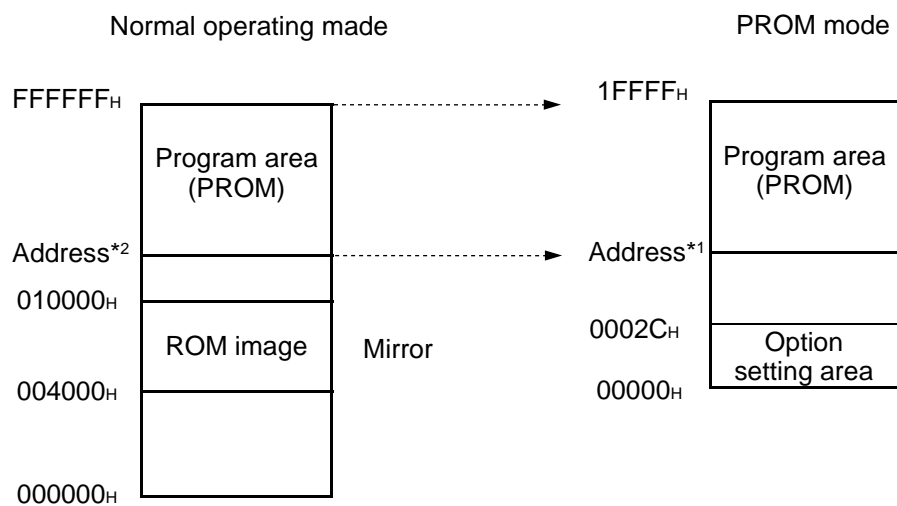 Normal operating made
PROM mode
FFFFFFH
1FFFFH
Program area
(PROM)
Program area
(PROM)
Address*2
Address*1
010000H
0002CH
ROM image
Mirror
Option
setting area
004000H
00000H
000000H